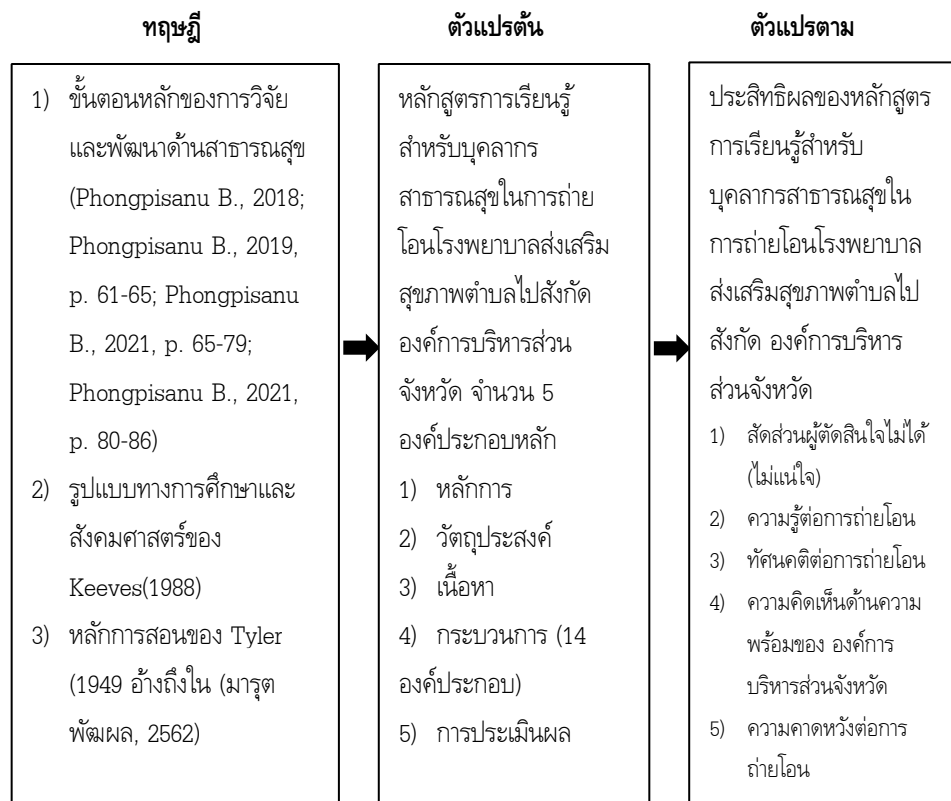 ทฤษฎี
1) ขั้นตอนหลักของการวิจัย
และพัฒนาด้านสาธารณสุข
(Phongpisanu B., 2018;
Phongpisanu B., 2019,
p. 61-65; Phongpisanu
B., 2021, p. 65-79;
Phongpisanu B., 2021,
p. 80-86)
2) รูปแบบทางการศึกษาและ
สังคมศาสตร์ของ
Keeves(1988)
3) หลักการสอนของ Tyler
(1949 อ้างถึงใน (มารุต
พัฒผล, 2562)
ตัวแปรต้น
หลักสูตรการเรียนรู้
สำหรับบุคลากร
สาธารณสุขในการถ่าย
โอนโรงพยาบาลส่งเสริม
สุขภาพตำบลไปสังกัด
องค์การบริหารส่วน
จังหวัด จำนวน 5
องค์ประกอบหลัก
1) หลักการ
2) วัตถุประสงค์
3) เนื้อหา
4) กระบวนการ (14
องค์ประกอบ)
5) การประเมินผล
ตัวแปรตาม
ประสิทธิผลของหลักสูตร
การเรียนรู้สำหรับ
บุคลากรสาธารณสุขใน
การถ่ายโอนโรงพยาบาล
ส่งเสริมสุขภาพตำบลไป
สังกัด องค์การบริหาร
ส่วนจังหวัด
1) สัดส่วนผู้ตัดสินใจไม่ได้
(ไม่แน่ใจ)
2) ความรู้ต่อการถ่ายโอน
3) ทัศนคติต่อการถ่ายโอน
4) ความคิดเห็นด้านความ
พร้อมของ องค์การ
บริหารส่วนจังหวัด
5) ความคาดหวังต่อการ
ถ่ายโอน